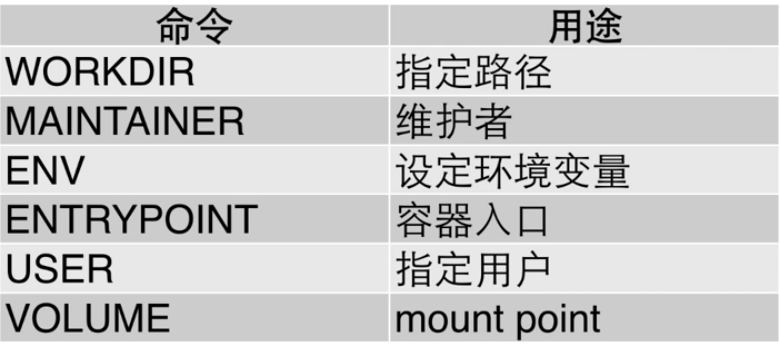 命令 用途
WORKDIR 指定路径
MAINTAINER 维护者
ENV 设定环境变量
ENTRYPOINT 容器入口
USER 指定用户
VOLUME mount point